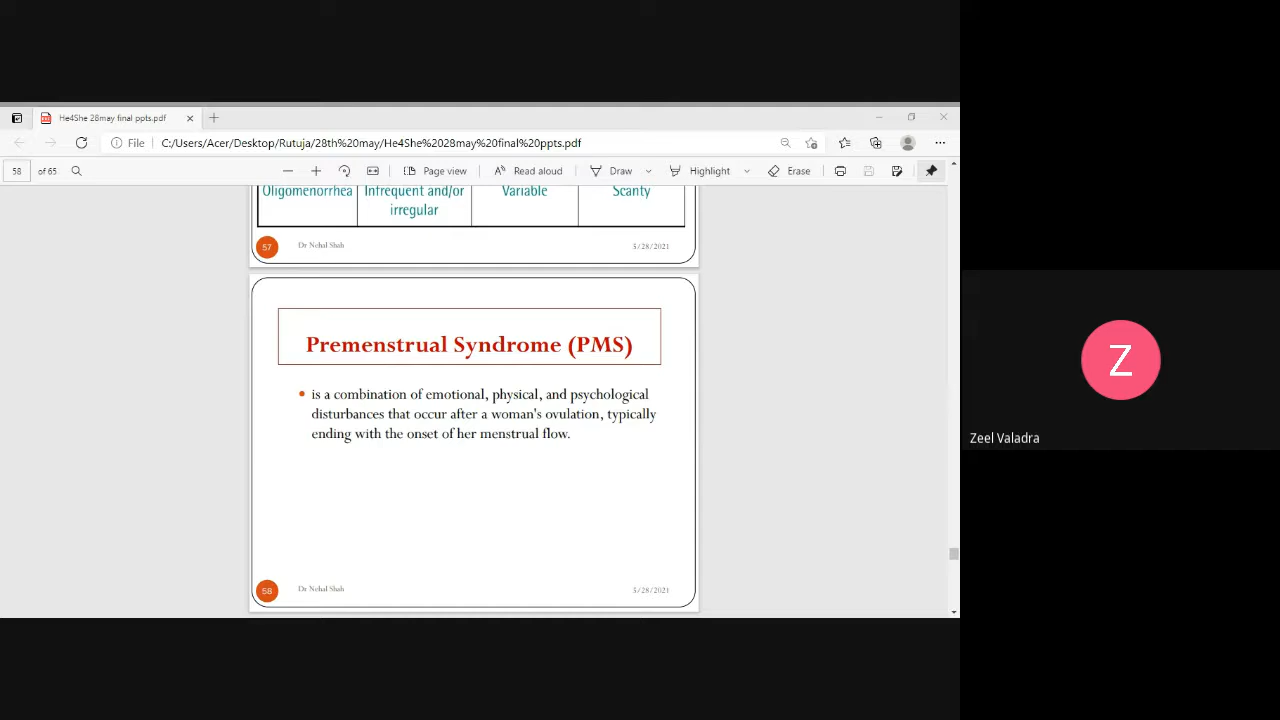 He4She 28may final ppts.pdf
File
C:/Users/Acer/Desktop/Rutuja/28th%20may/He4She%2028may%20final%20ppts.pdf
58 of 65
Page view
Read aloud
Draw
Highlight
Erase
Oligomenorrhea
Infrequent and/or
irregular
Variable
Scanty
57
Dr Nehal Shah
5/28/2021
Premenstrual Syndrome (PMS)
• is a combination of emotional, physical, and psychological
disturbances that occur after a woman's ovulation, typically
ending with the onset of her menstrual flow.
58
Dr Nehal Shah
5/28/2021
Z
Zeel Valadra